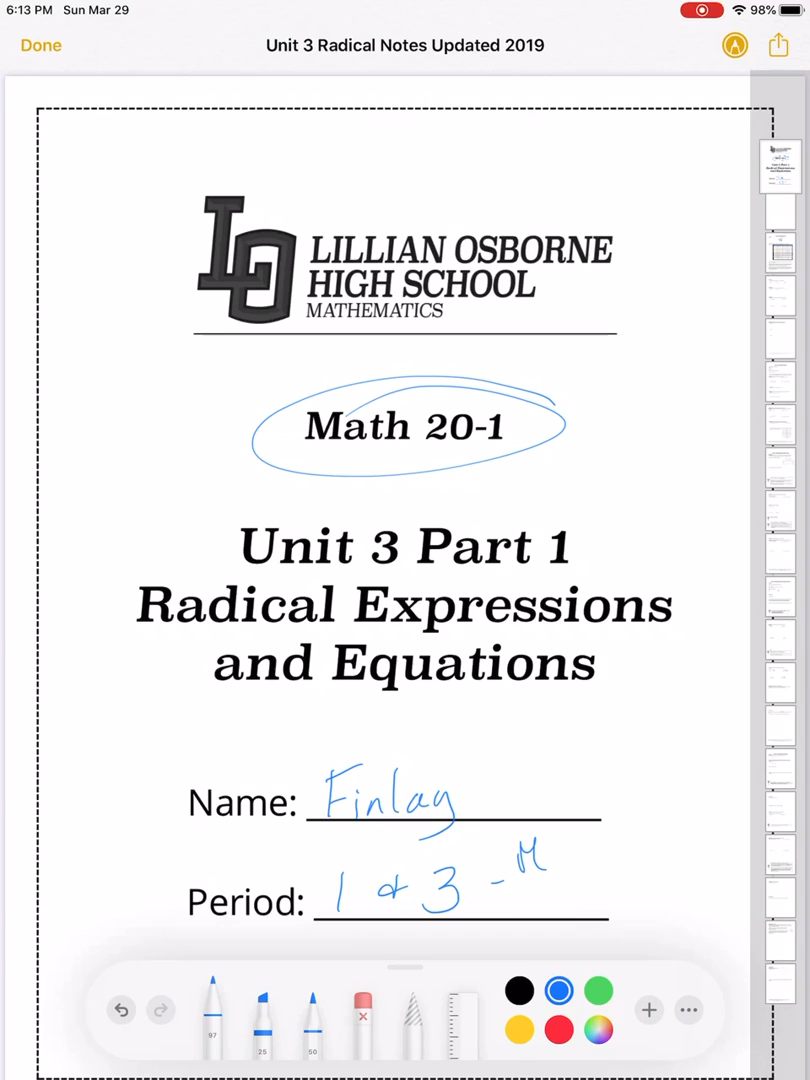 6:13 PM Sun Mar 29
98%
Done
Unit 3 Radical Notes Updated 2019
LO
LILLIAN OSBORNE
HIGH SCHOOL
MATHEMATICS
Math 20-1
Unit 3 Part 1
Radical Expressions
and Equations
Name: Finlay
Period: 1 & 3 -
97
25
50